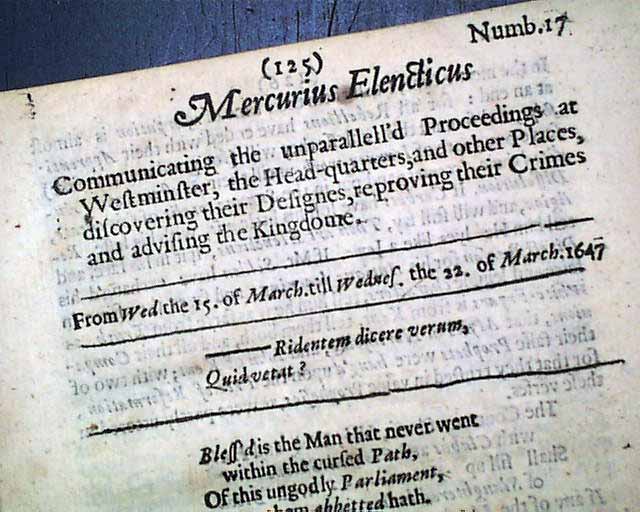 Numb.17
(125)
Mercurius Elencticus
Communicating the unparallell'd Proceedings at
Weſtminſter, the Head-quarters, and other Places,
diſcovering their Deſignes, reproving their Crimes
and adviſing the Kingdome.
From Wed. the 15. of March. till Wedneſ. the 22. of March. 1647
Ridentem dicere verum,
Quid vetat?
Bleſſ'd is the Man that never went
within the curſed Path,
Of this ungodly Parliament,
them abbetted hath.